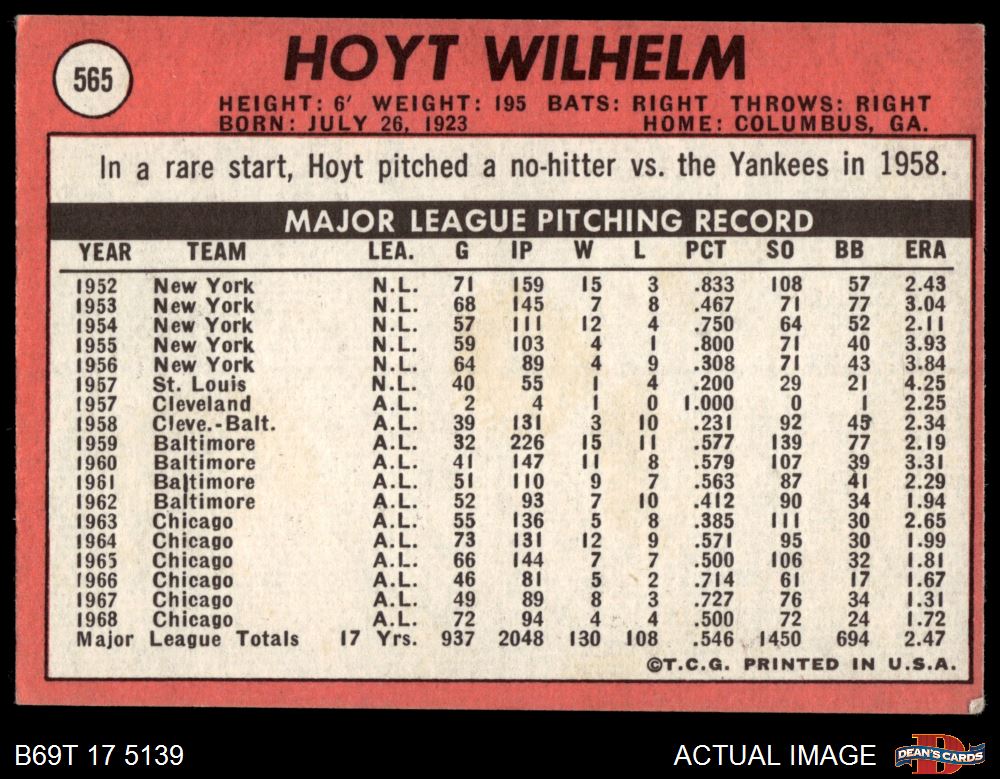 565
HOYT WILHELM
HEIGHT: 6' WEIGHT: 195 BATS: RIGHT THROWS: RIGHT
BORN: JULY 26, 1923 HOME: COLUMBUS, GA.
In a rare start, Hoyt pitched a no-hitter vs. the Yankees in 1958.
MAJOR LEAGUE PITCHING RECORD
YEAR TEAM LEA. G IP W L PCT SO BB ERA
1952 New York N.L. 71 159 15 3 .833 108 57 2.43
1953 New York N.L. 68 145 7 8 .467 71 77 3.04
1954 New York N.L. 57 111 12 4 .750 64 52 2.11
1955 New York N.L. 59 103 4 1 .800 71 40 3.93
1956 New York N.L. 64 89 4 9 .308 71 43 3.84
1957 St. Louis N.L. 40 55 1 4 .200 29 21 4.25
1957 Cleveland A.L. 2 4 1 0 1.000 0 1 2.25
1958 Cleve.-Balt. A.L. 39 131 3 10 .231 92 45 2.34
1959 Baltimore A.L. 32 226 15 11 .577 139 77 2.19
1960 Baltimore A.L. 41 147 11 8 .579 107 39 3.31
1961 Baltimore A.L. 51 110 9 7 .563 87 41 2.29
1962 Baltimore A.L. 52 93 7 10 .412 90 34 1.94
1963 Chicago A.L. 55 136 5 8 .385 111 30 2.65
1964 Chicago A.L. 73 131 12 9 .571 95 30 1.99
1965 Chicago A.L. 66 144 7 7 .500 106 32 1.81
1966 Chicago A.L. 46 81 5 2 .714 61 17 1.67
1967 Chicago A.L. 49 89 8 3 .727 76 34 1.31
1968 Chicago A.L. 72 94 4 4 .500 72 24 1.72
Major League Totals 17 Yrs. 937 2048 130 108 .546 1450 694 2.47
©T.C.G. PRINTED IN U.S.A.
B69T 17 5139 ACTUAL IMAGE
DEAN'S CARDS